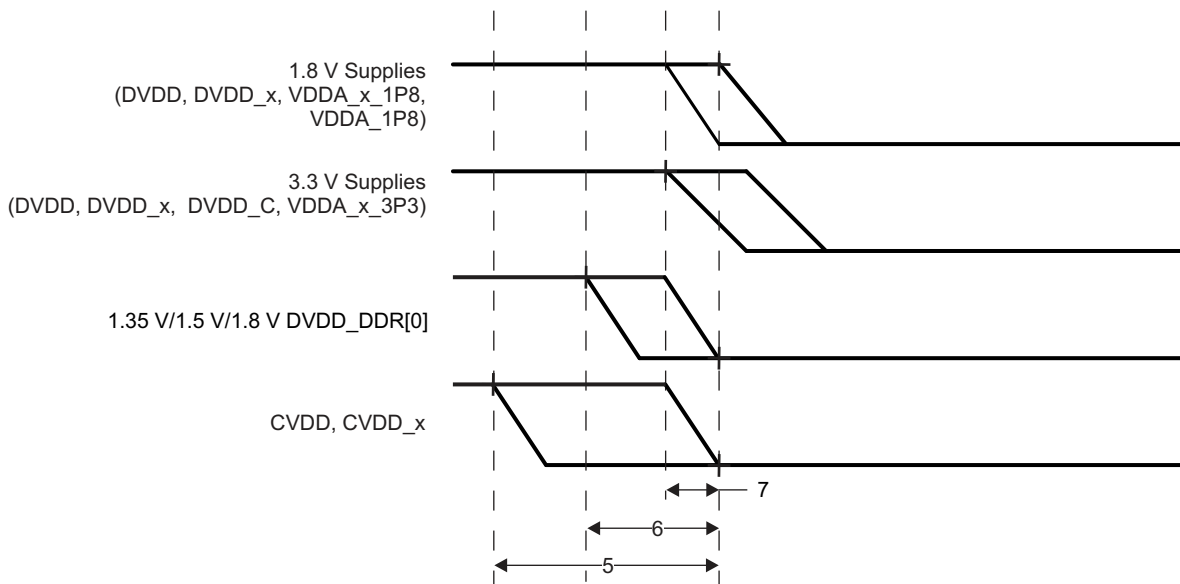 1.8 V Supplies
(DVDD, DVDD_x, VDDA_x_1P8,
VDDA_1P8)
3.3 V Supplies
(DVDD, DVDD_x, DVDD_C, VDDA_x_3P3)
1.35 V/1.5 V/1.8 V DVDD_DDR[0]
CVDD, CVDD_x
7
6
5